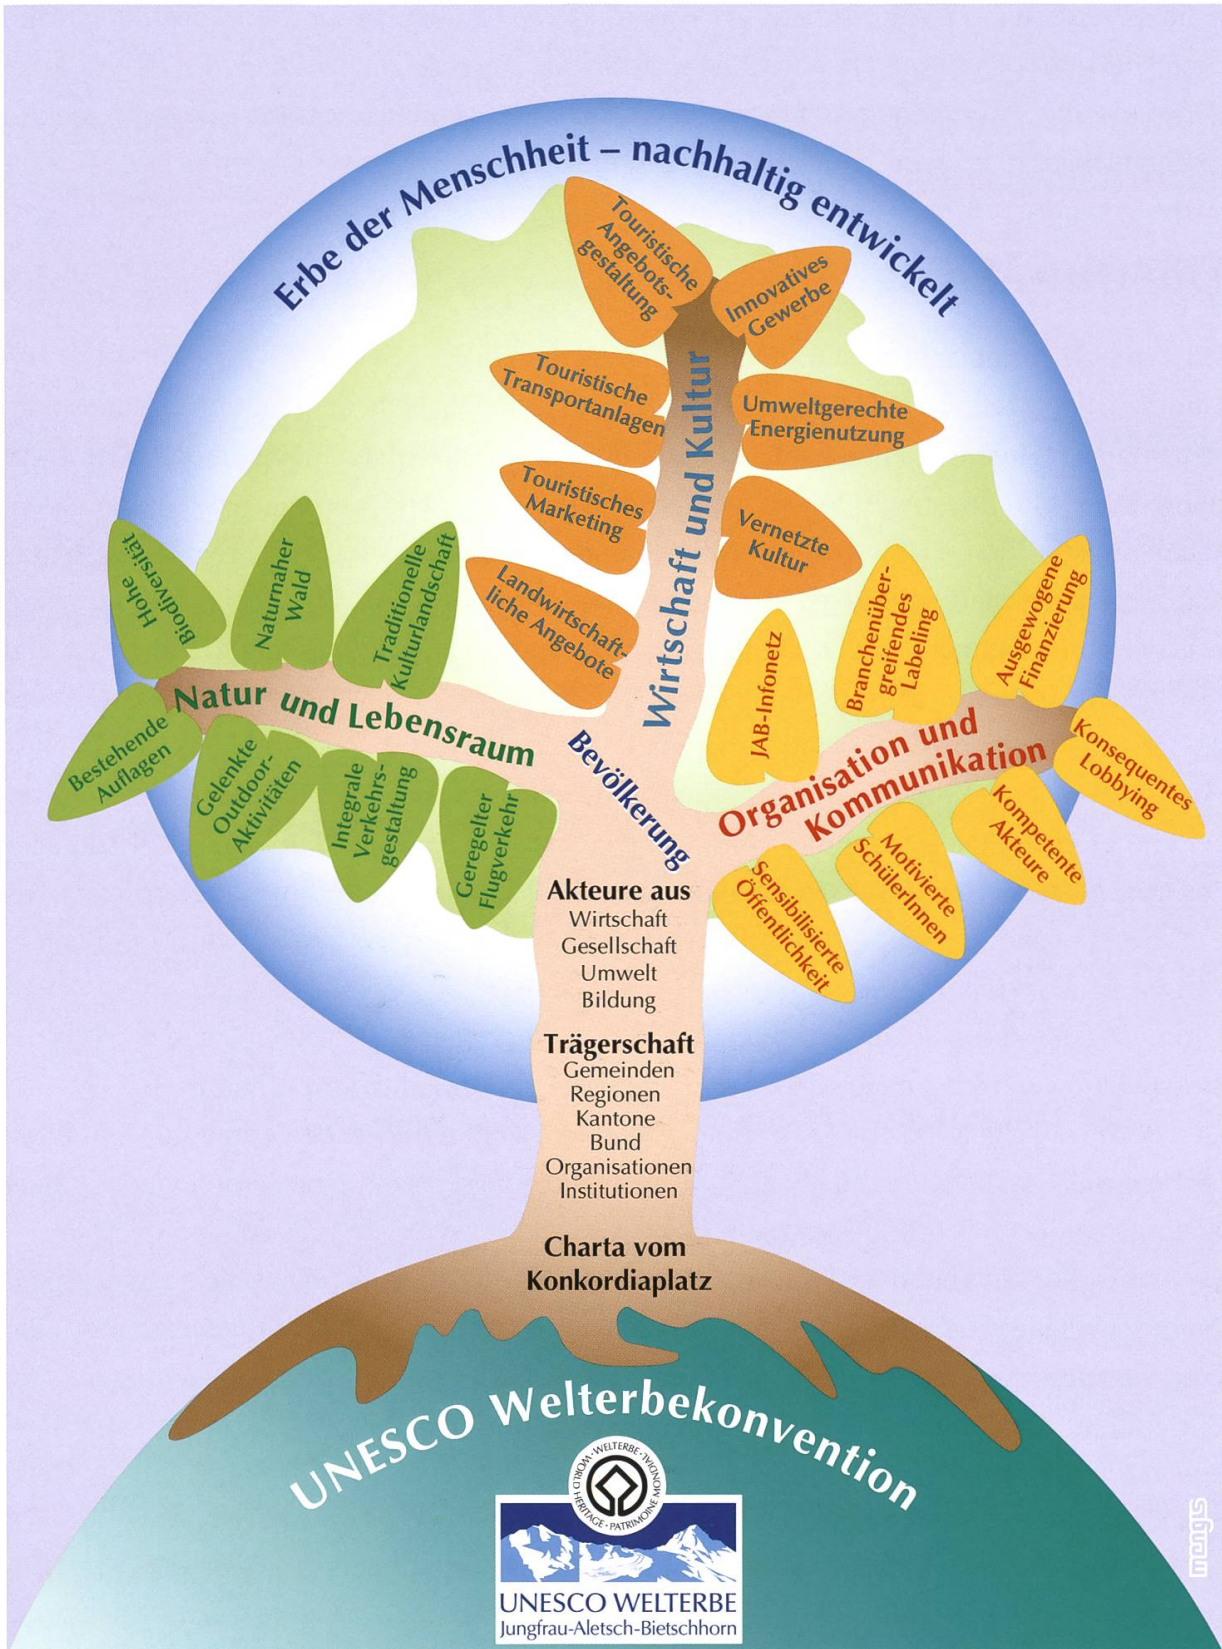 Erbe der Menschheit – nachhaltig entwickelt
Touristische
Angebots-
gestaltung
Innovatives
Gewerbe
Touristische
Transportanlagen
Umweltgerechte
Energienutzung
Touristisches
Marketing
Vernetzte
Kultur
Landwirtschaft-
liche Angebote
Wirtschaft und Kultur
Hohe
Biodiversität
Naturnaher
Wald
Traditionelle
Kulturlandschaft
Natur und Lebensraum
Bestehende
Auflagen
Gelenkte
Outdoor-
Aktivitäten
Integrale
Verkehrs-
gestaltung
Geregelter
Flugverkehr
JAB-Infonetz
Branchenüber-
greifendes
Labeling
Ausgewogene
Finanzierung
Organisation und
Kommunikation
Konsequentes
Lobbying
Kompetente
Akteure
Motivierte
SchülerInnen
Sensibilisierte
Öffentlichkeit
Bevölkerung
Akteure aus
Wirtschaft
Gesellschaft
Umwelt
Bildung
Trägerschaft
Gemeinden
Regionen
Kantone
Bund
Organisationen
Institutionen
Charta vom
Konkordiaplatz
UNESCO Welterbekonvention
WELTERBE · WORLD HERITAGE · PATRIMOINE MONDIAL ·
UNESCO WELTERBE
Jungfrau-Aletsch-Bietschhorn
mengis